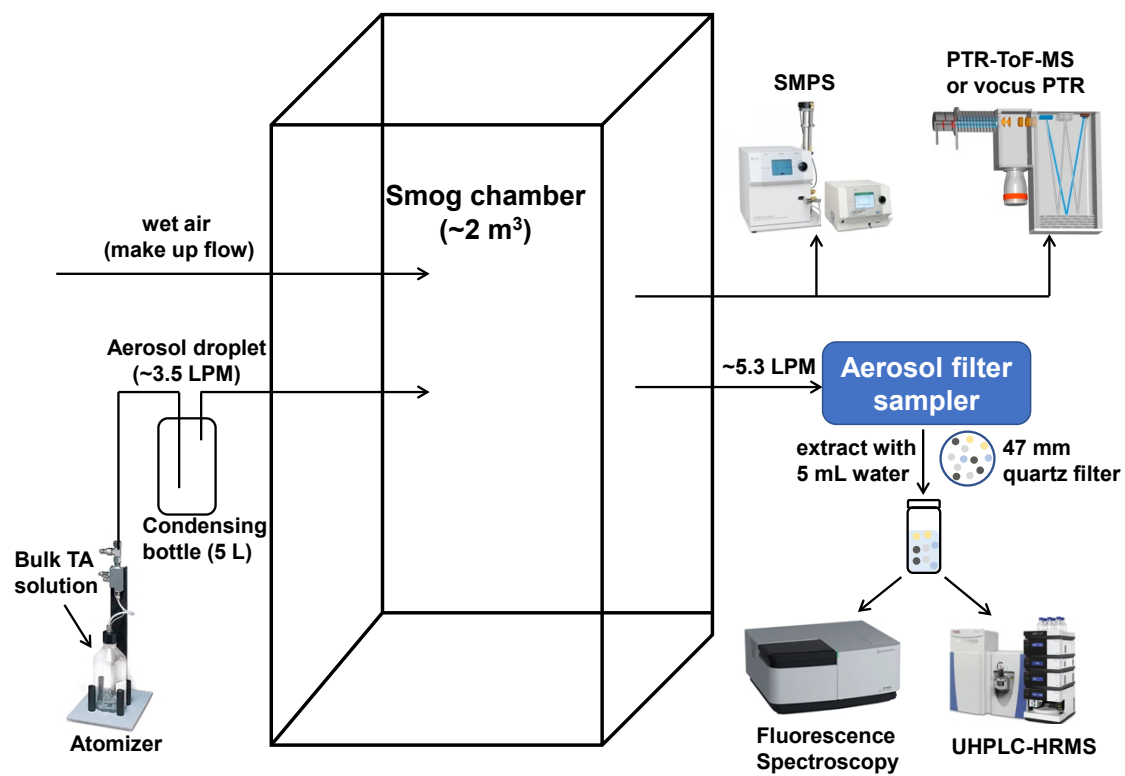 SMPS
PTR-ToF-MS
or vocus PTR
Smog chamber
(~2 m³)
wet air
(make up flow)
Aerosol droplet
(~3.5 LPM)
~5.3 LPM
Aerosol filter
sampler
extract with
5 mL water
47 mm
quartz filter
Condensing
bottle (5 L)
Bulk TA
solution
Atomizer
Fluorescence
Spectroscopy
UHPLC-HRMS